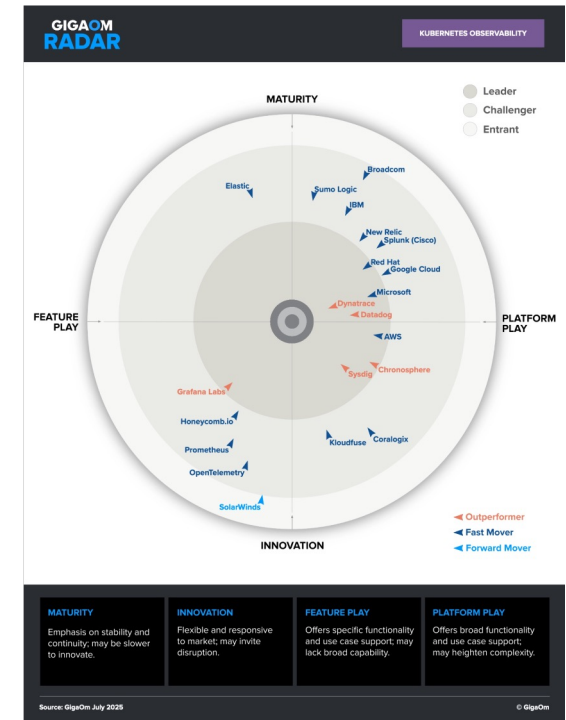 GIGAOM
RADAR
KUBERNETES OBSERVABILITY
Leader
Challenger
Entrant
MATURITY
Broadcom
Elastic
Sumo Logic
IBM
New Relic
Splunk (Cisco)
Red Hat
Google Cloud
Microsoft
Dynatrace
Datadog
FEATURE
PLAY
PLATFORM
PLAY
AWS
Chronosphere
Sysdig
Grafana Labs
Honeycomb.io
Kloudfuse
Coralogix
Prometheus
OpenTelemetry
SolarWinds
Outperformer
Fast Mover
Forward Mover
INNOVATION
MATURITY
Emphasis on stability and
continuity; may be slower
to innovate.
INNOVATION
Flexible and responsive
to market; may invite
disruption.
FEATURE PLAY
Offers specific functionality
and use case support; may
lack broad capability.
PLATFORM PLAY
Offers broad functionality
and use case support;
may heighten complexity.
Source: GigaOm July 2025
© GigaOm